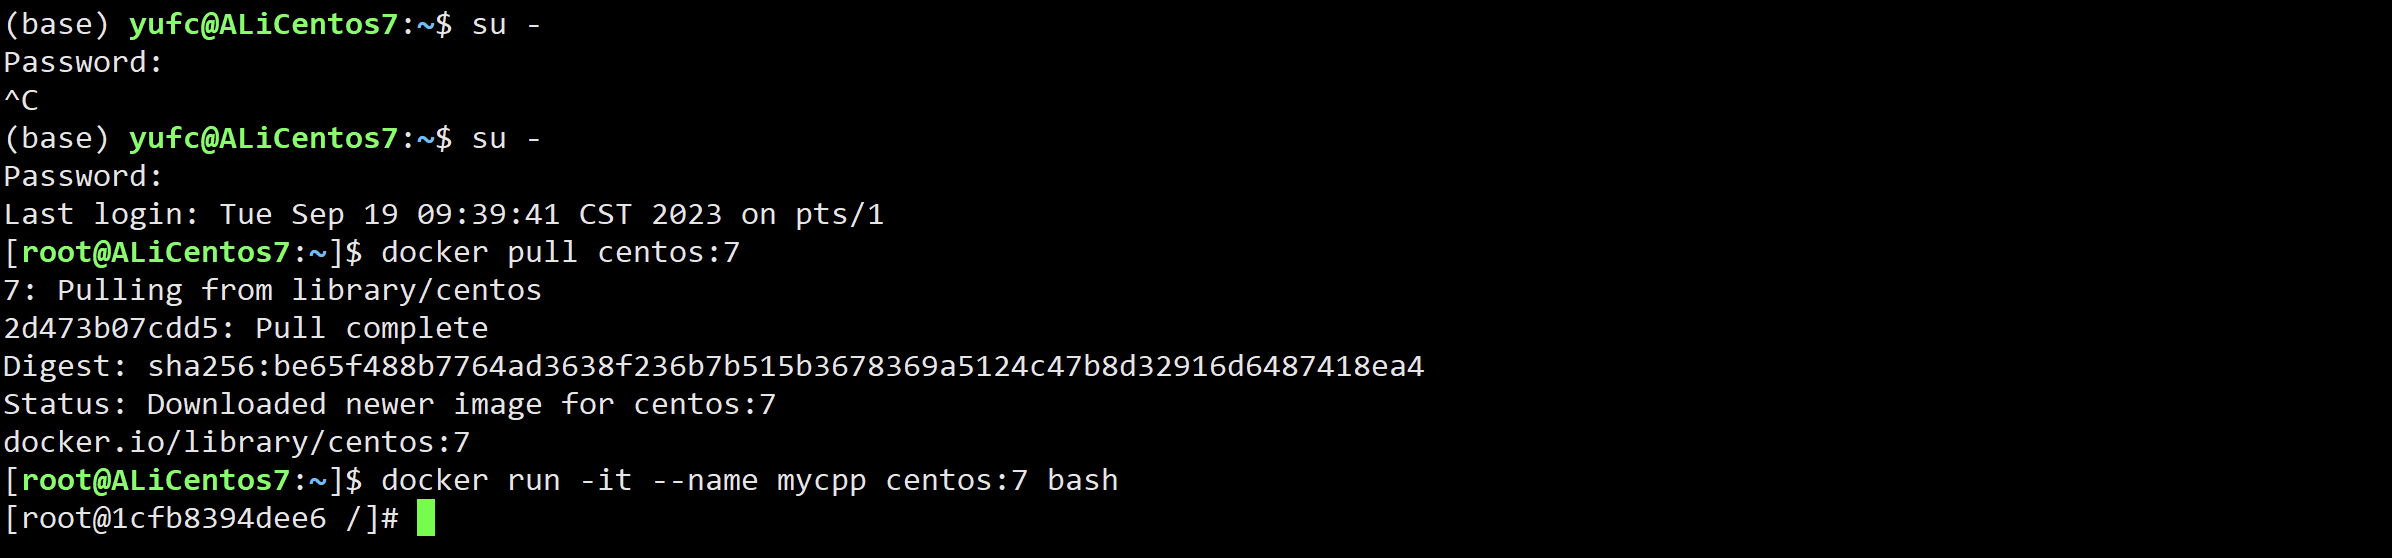 (base) yufc@ALiCentos7:~$ su -
Password:
^C
(base) yufc@ALiCentos7:~$ su -
Password:
Last login: Tue Sep 19 09:39:41 CST 2023 on pts/1
[root@ALiCentos7:~]$ docker pull centos:7
7: Pulling from library/centos
2d473b07cdd5: Pull complete
Digest: sha256:be65f488b7764ad3638f236b7b515b3678369a5124c47b8d32916d6487418ea4
Status: Downloaded newer image for centos:7
docker.io/library/centos:7
[root@ALiCentos7:~]$ docker run -it --name mycpp centos:7 bash
[root@1cfb8394dee6 /]#